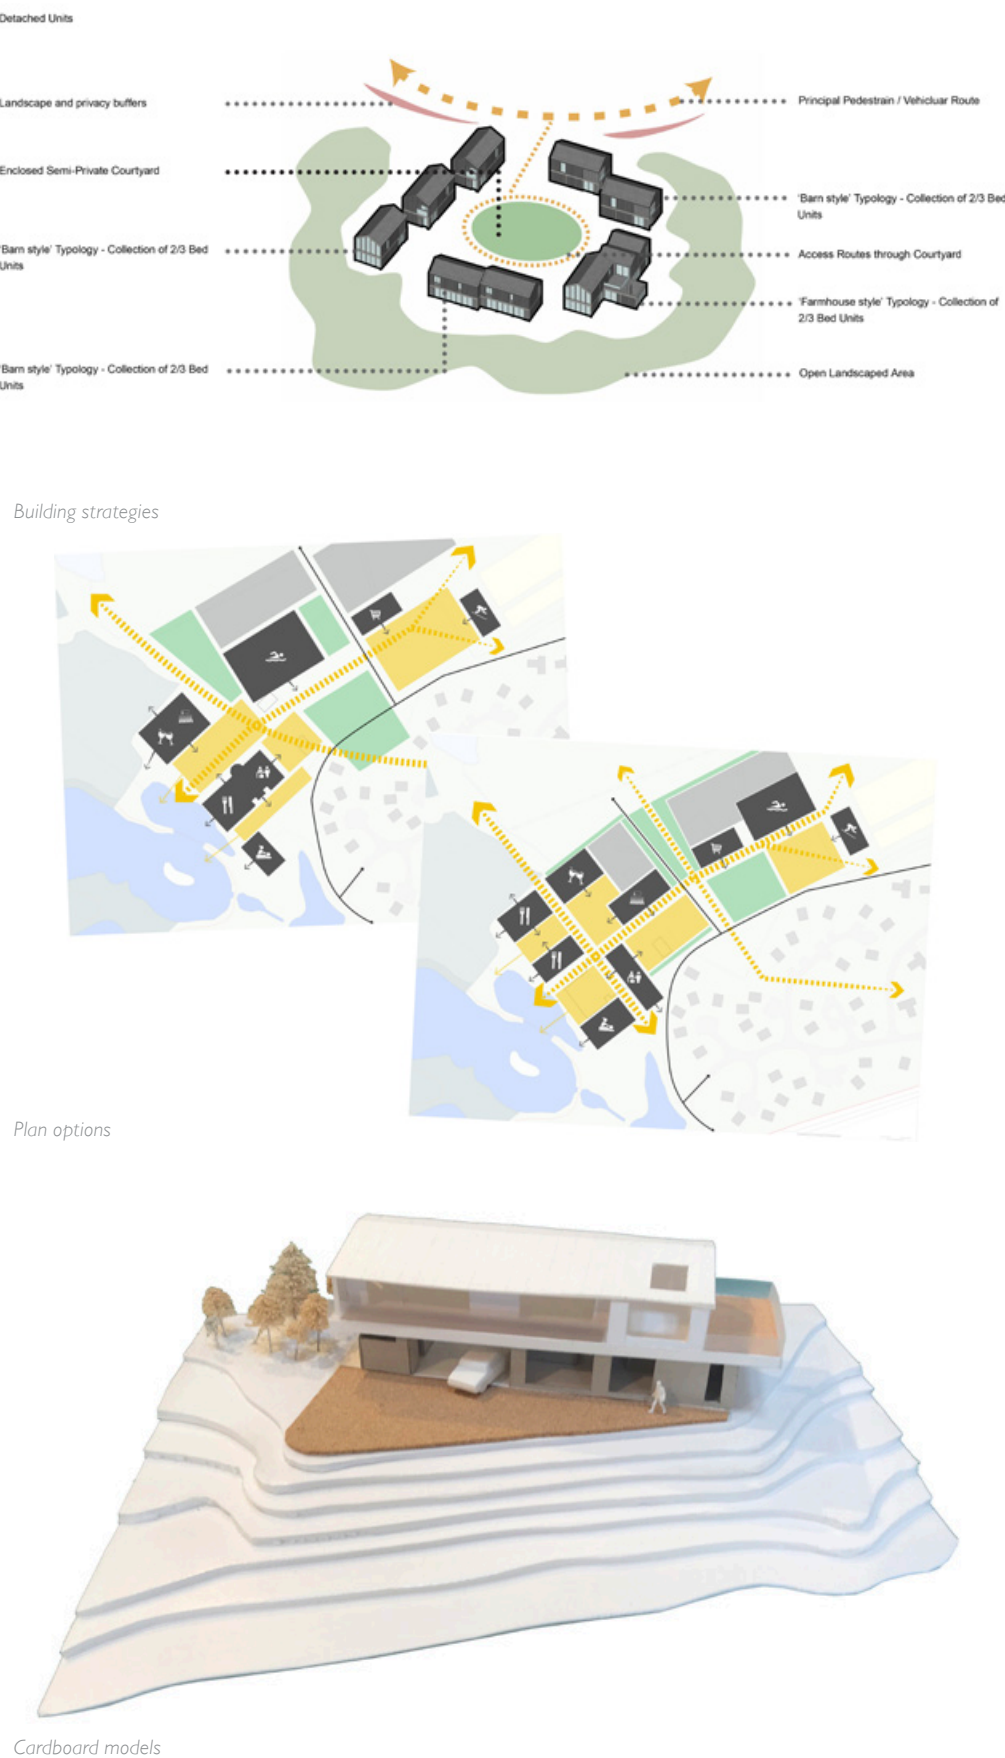 Detached Units
Landscape and privacy buffers
Principal Pedestrain / Vehicluar Route
Enclosed Semi-Private Courtyard
'Barn style' Typology - Collection of 2/3 Bed
Units
'Barn style' Typology - Collection of 2/3 Bed
Units
Access Routes through Courtyard
'Farmhouse style' Typology - Collection of
2/3 Bed Units
'Barn style' Typology - Collection of 2/3 Bed
Units
Open Landscaped Area
Building strategies
Plan options
Cardboard models